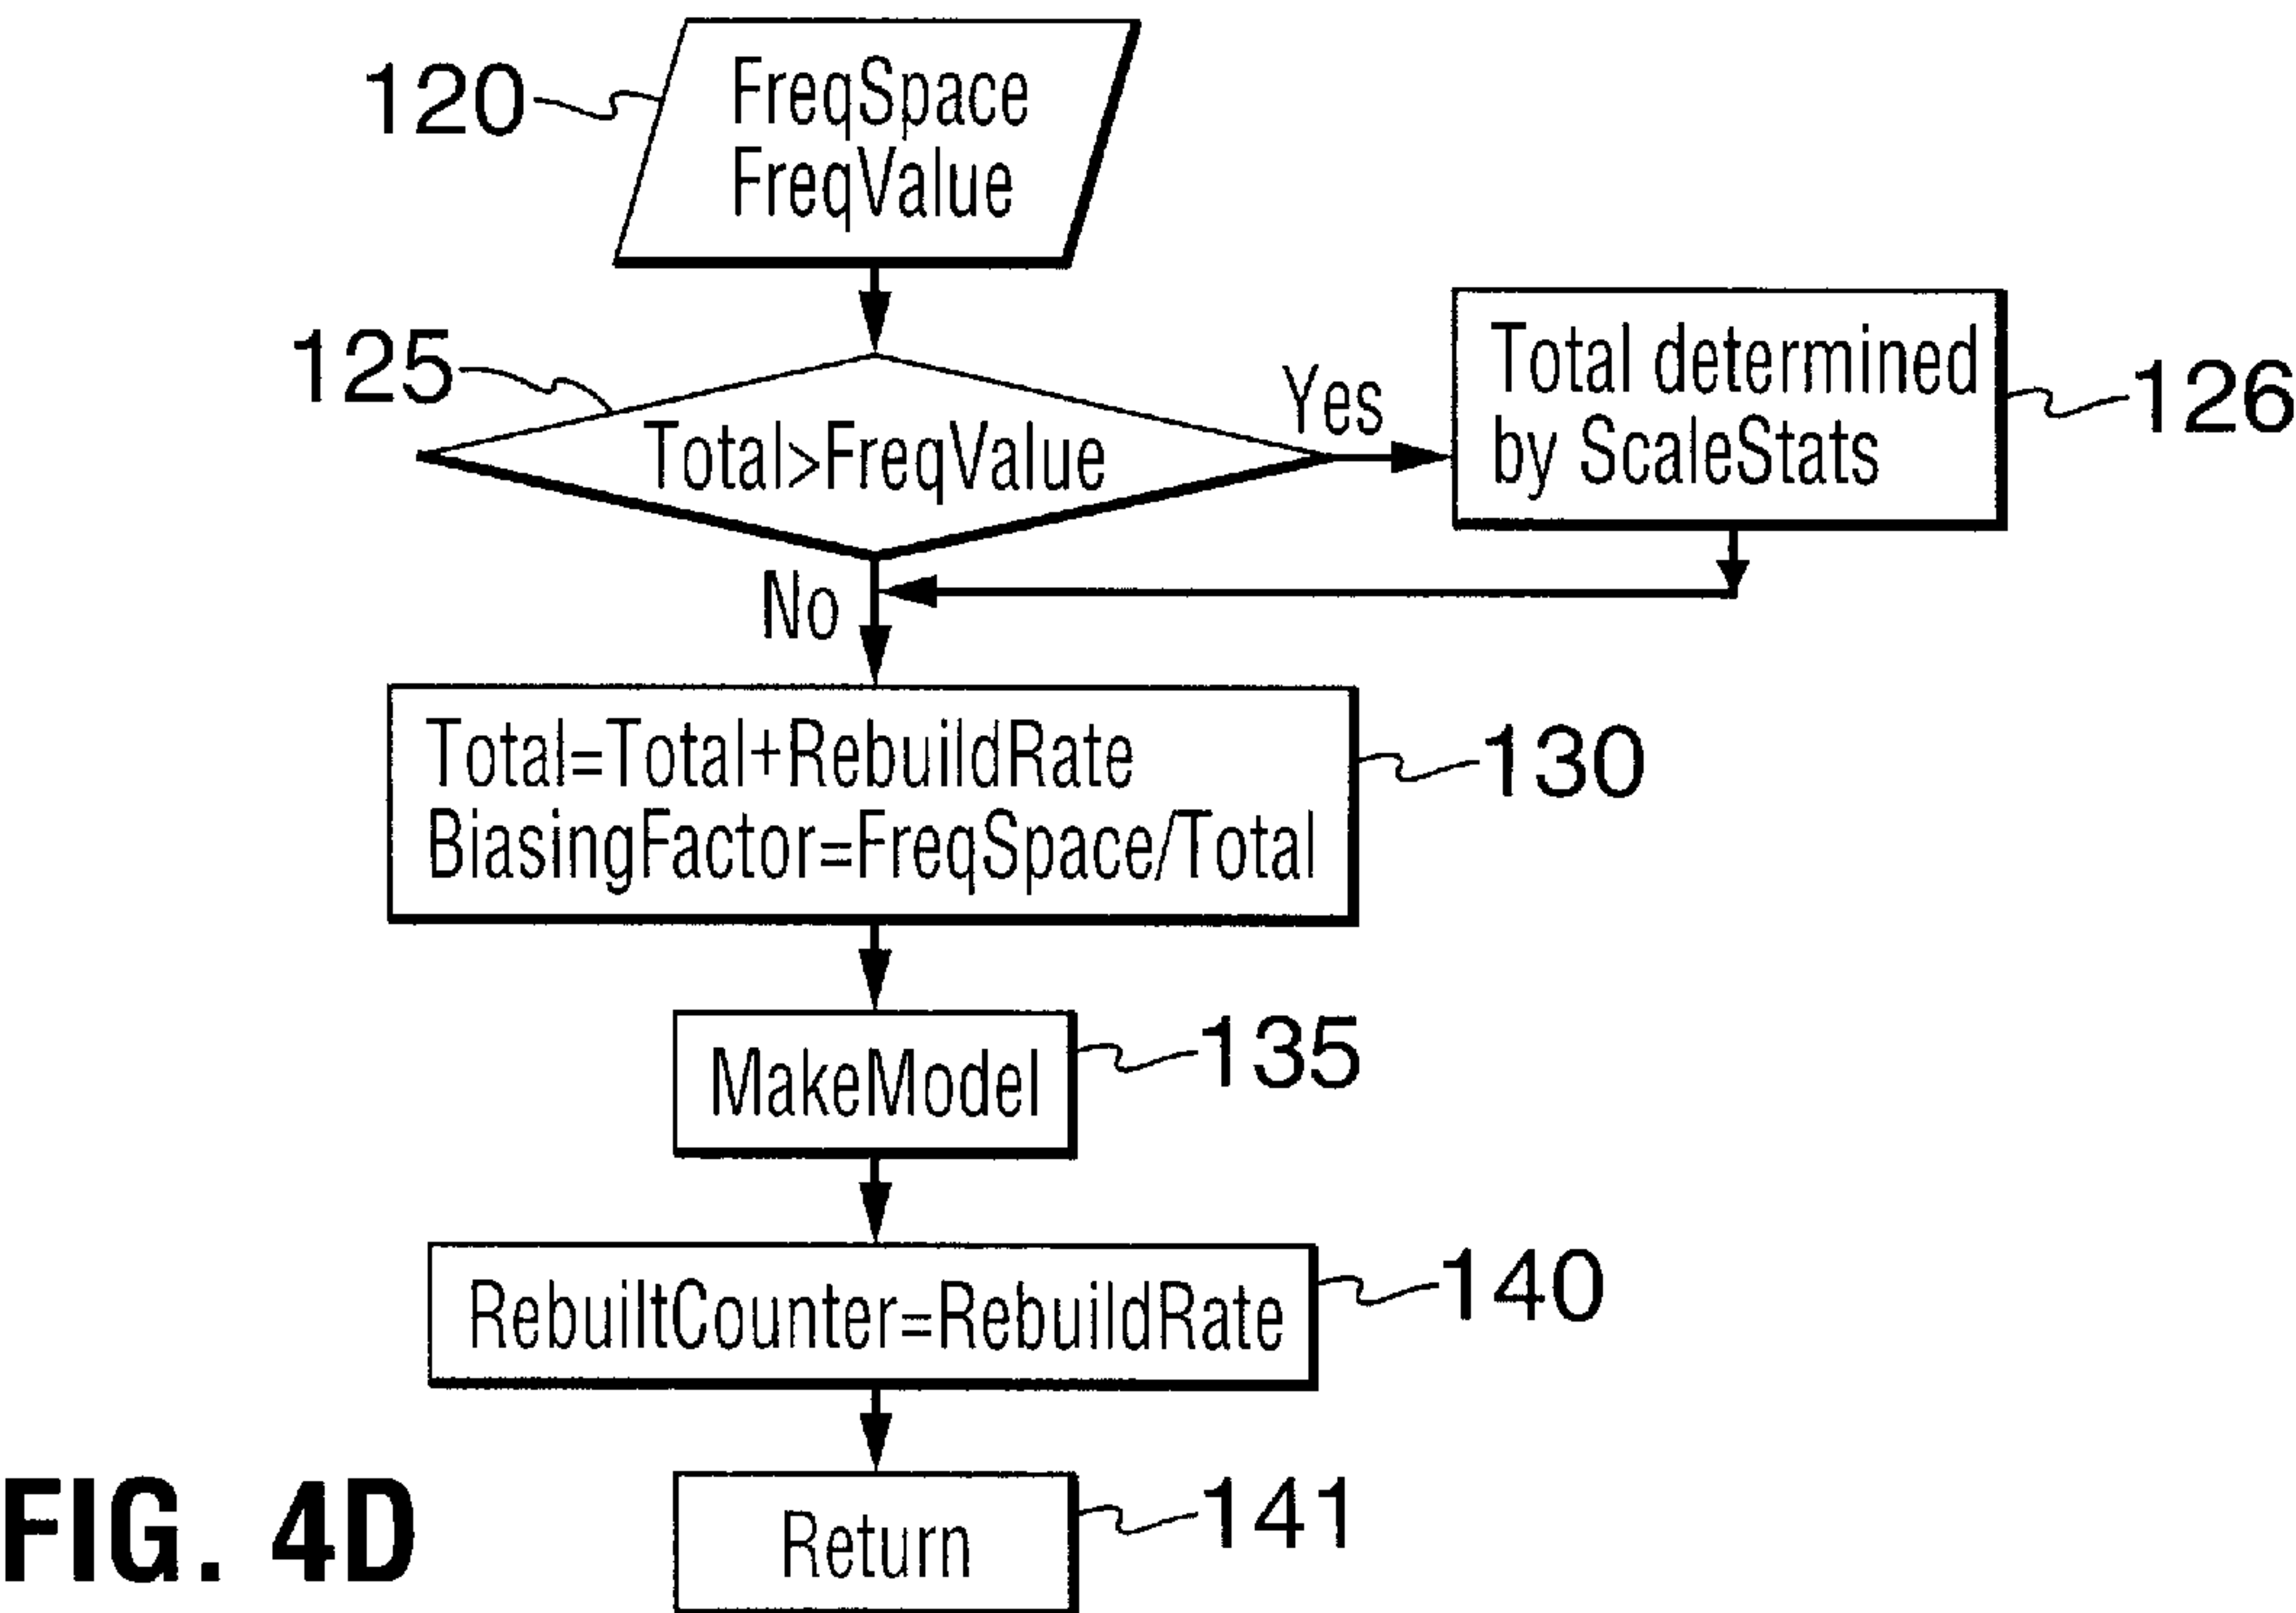 120
FreqSpace
FreqValue
125
Total>FreqValue
Yes
Total determined
by ScaleStats
126
No
Total=Total+RebuildRate
BiasingFactor=FreqSpace/Total
130
MakeModel
135
RebuiltCounter=RebuildRate
140
Return
141
FIG. 4D